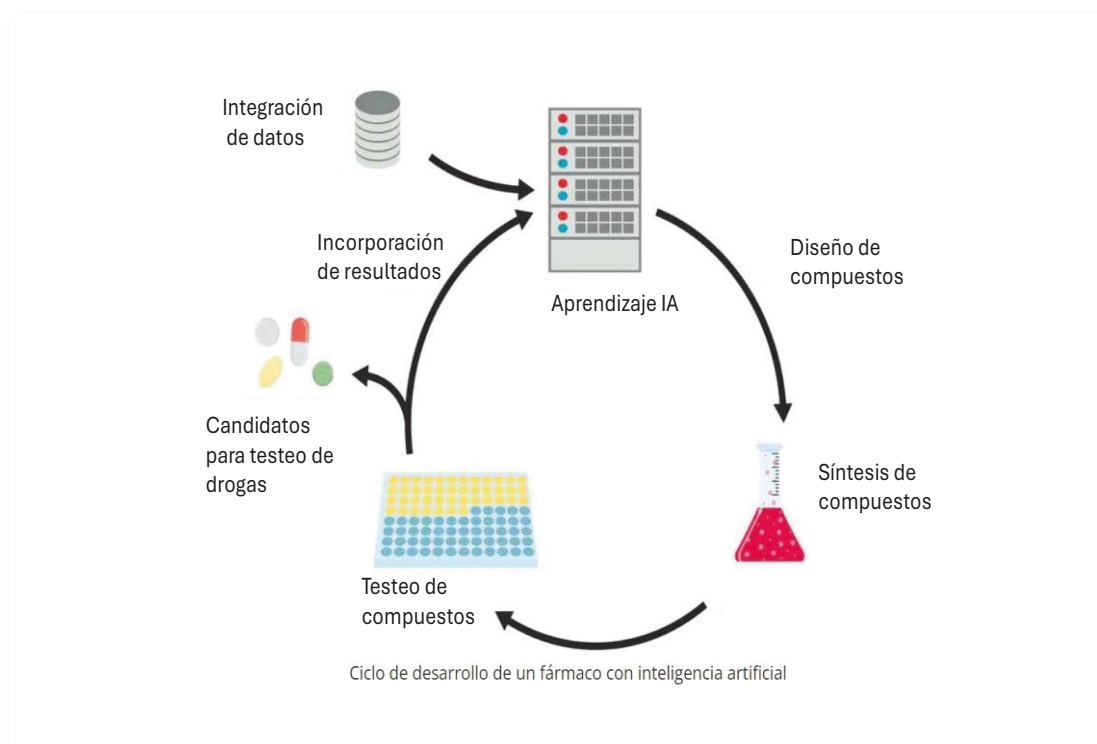 Integración
de datos
Incorporación
de resultados
Aprendizaje IA
Diseño de
compuestos
Candidatos
para testeo de
drogas
Síntesis de
compuestos
Testeo de
compuestos
Ciclo de desarrollo de un fármaco con inteligencia artificial